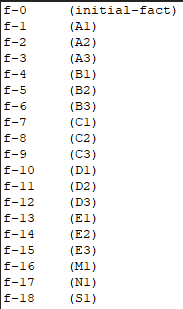 f-0 (initial-fact)
f-1 (A1)
f-2 (A2)
f-3 (A3)
f-4 (B1)
f-5 (B2)
f-6 (B3)
f-7 (C1)
f-8 (C2)
f-9 (C3)
f-10 (D1)
f-11 (D2)
f-12 (D3)
f-13 (E1)
f-14 (E2)
f-15 (E3)
f-16 (M1)
f-17 (N1)
f-18 (S1)